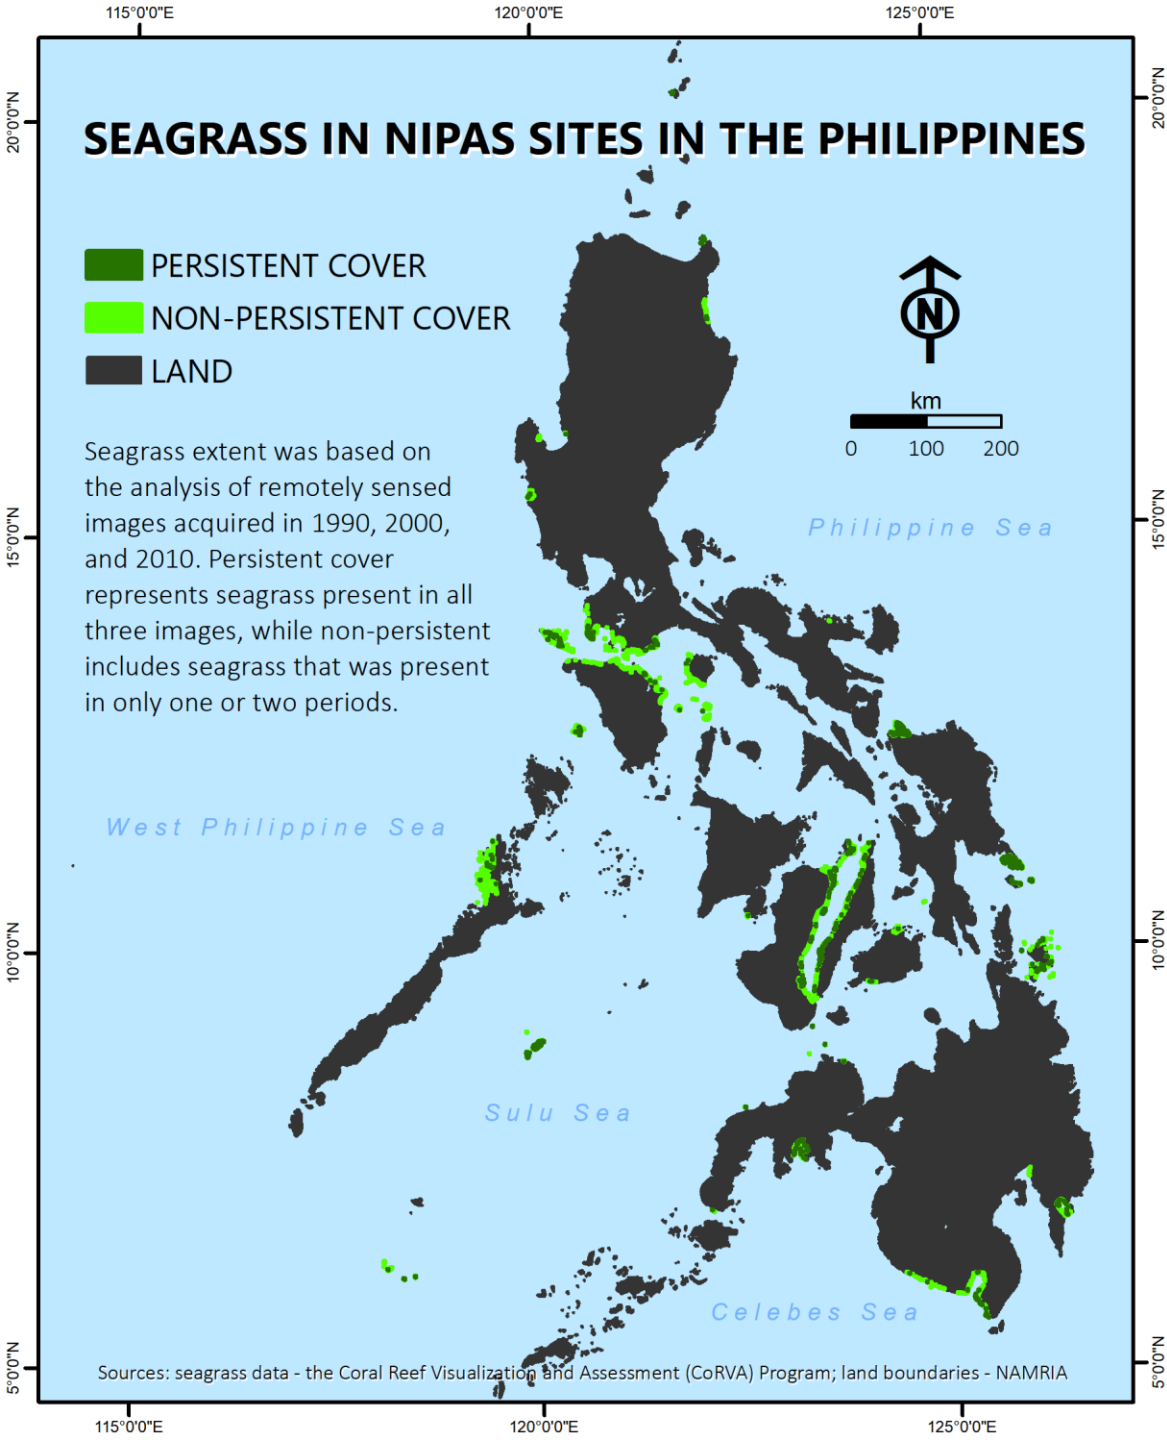 115°0'0"E
120°0'0"E
125°0'0"E
20°0'0"N
20°0'0"N
SEAGRASS IN NIPAS SITES IN THE PHILIPPINES
PERSISTENT COVER
NON-PERSISTENT COVER
LAND
N
km
0 100 200
Seagrass extent was based on
the analysis of remotely sensed
images acquired in 1990, 2000,
and 2010. Persistent cover
represents seagrass present in all
three images, while non-persistent
includes seagrass that was present
in only one or two periods.
15°0'0"N
15°0'0"N
Philippine Sea
West Philippine Sea
10°0'0"N
10°0'0"N
Sulu Sea
Celebes Sea
5°0'0"N
5°0'0"N
Sources: seagrass data - the Coral Reef Visualization and Assessment (CoRVA) Program; land boundaries - NAMRIA
115°0'0"E
120°0'0"E
125°0'0"E